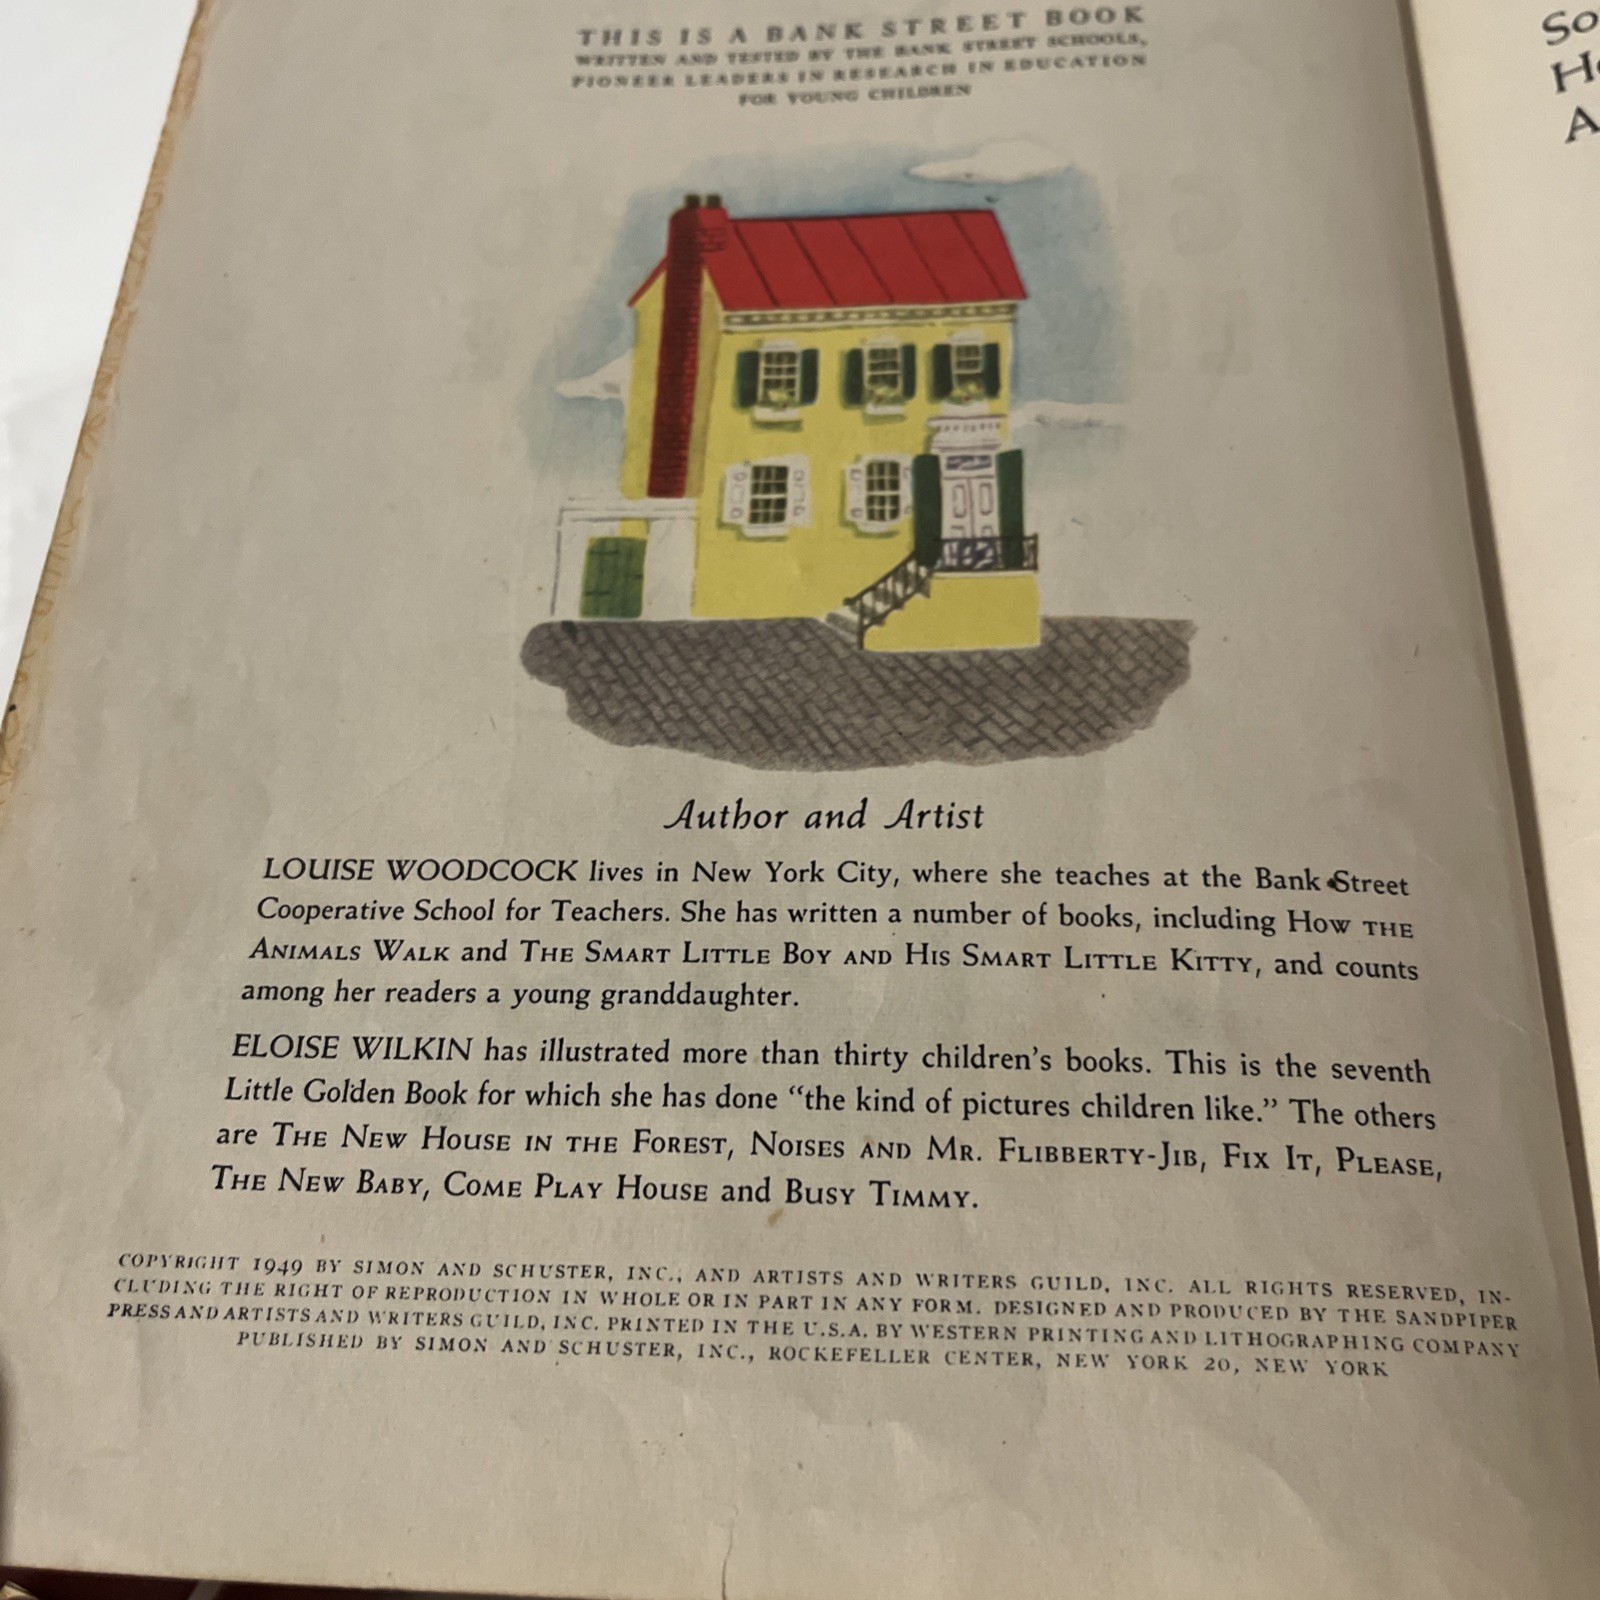 THIS IS A BANK STREET BOOK
WRITTEN AND TESTED BY THE BANK STREET SCHOOLS,
PIONEER LEADERS IN RESEARCH IN EDUCATION
FOR YOUNG CHILDREN
So
A
Author and Artist
LOUISE WOODCOCK lives in New York City, where she teaches at the Bank Street
Cooperative School for Teachers. She has written a number of books, including HOW THE
ANIMALS WALK and THE SMART LITTLE BOY AND HIS SMART LITTLE KITTY, and counts
among her readers a young granddaughter.
ELOISE WILKIN has illustrated more than thirty children's books. This is the seventh
Little Golden Book for which she has done “the kind of pictures children like.” The others
are THE NEW HOUSE IN THE FOREST, NOISES AND MR. FLIBBERTY-JIB, FIX IT, PLEASE,
THE NEW BABY, COME PLAY HOUSE and BUSY TIMMY.
COPYRIGHT 1949 BY SIMON AND SCHUSTER, INC., AND ARTISTS AND WRITERS GUILD, INC. ALL RIGHTS RESERVED, IN-
CLUDING THE RIGHT OF REPRODUCTION IN WHOLE OR IN PART IN ANY FORM. DESIGNED AND PRODUCED BY THE SANDPIPER
PRESS AND ARTISTS AND WRITERS GUILD, INC. PRINTED IN THE U.S.A. BY WESTERN PRINTING AND LITHOGRAPHING COMPANY
PUBLISHED BY SIMON AND SCHUSTER, INC., ROCKEFELLER CENTER, NEW YORK 20, NEW YORK